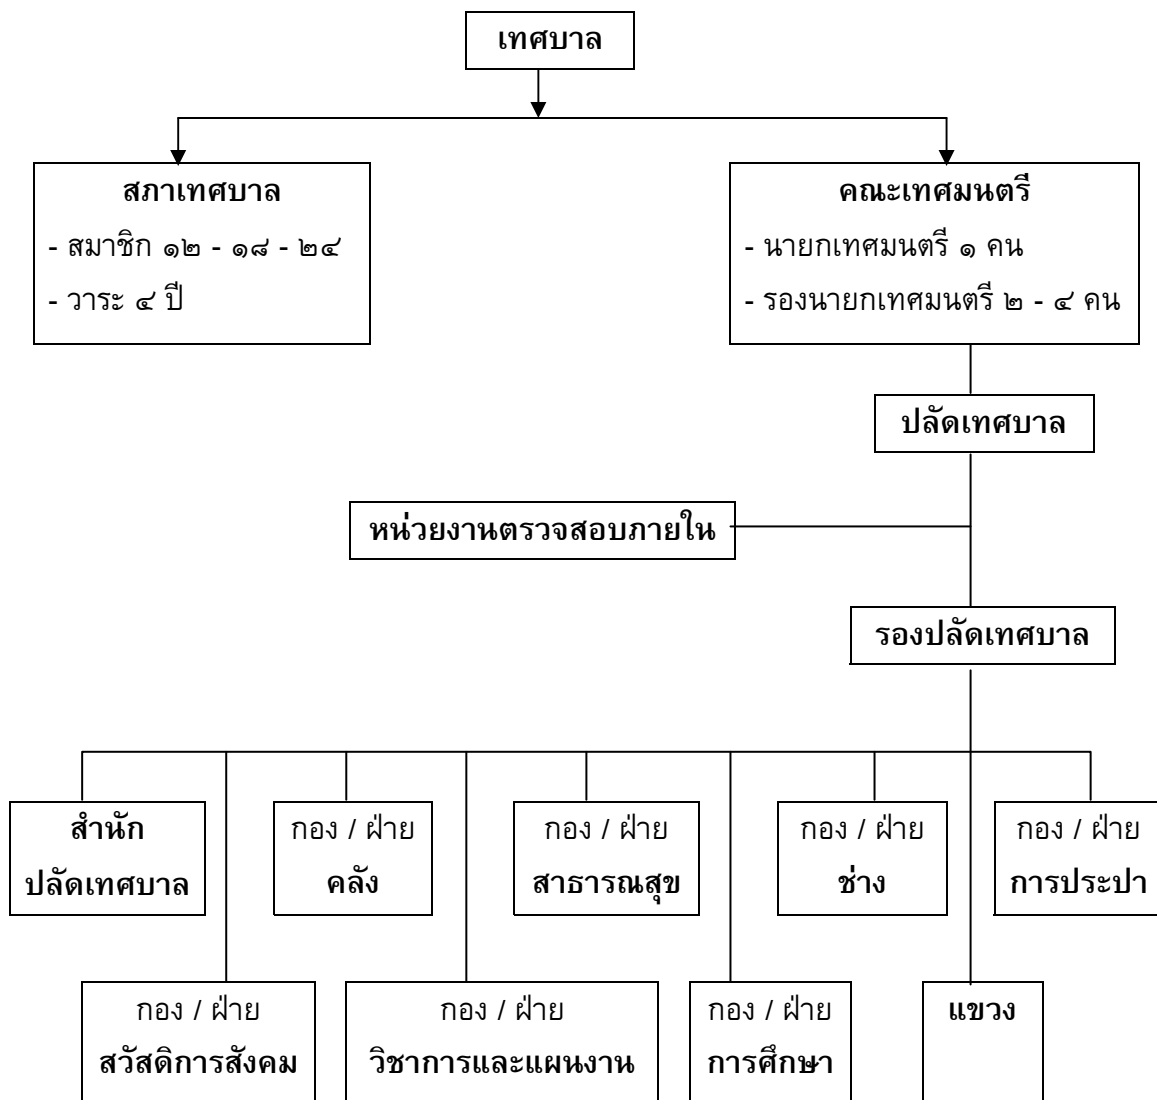 เทศบาล
สภาเทศบาล
- สมาชิก ๑๒ - ๑๘ - ๒๔
- วาระ ๔ ปี
คณะเทศมนตรี
- นายกเทศมนตรี ๑ คน
- รองนายกเทศมนตรี ๒ - ๔ คน
ปลัดเทศบาล
หน่วยงานตรวจสอบภายใน
รองปลัดเทศบาล
สำนัก
ปลัดเทศบาล
กอง / ฝ่าย
คลัง
กอง / ฝ่าย
สาธารณสุข
กอง / ฝ่าย
ช่าง
กอง / ฝ่าย
การประปา
กอง / ฝ่าย
สวัสดิการสังคม
กอง / ฝ่าย
วิชาการและแผนงาน
กอง / ฝ่าย
การศึกษา
แขวง